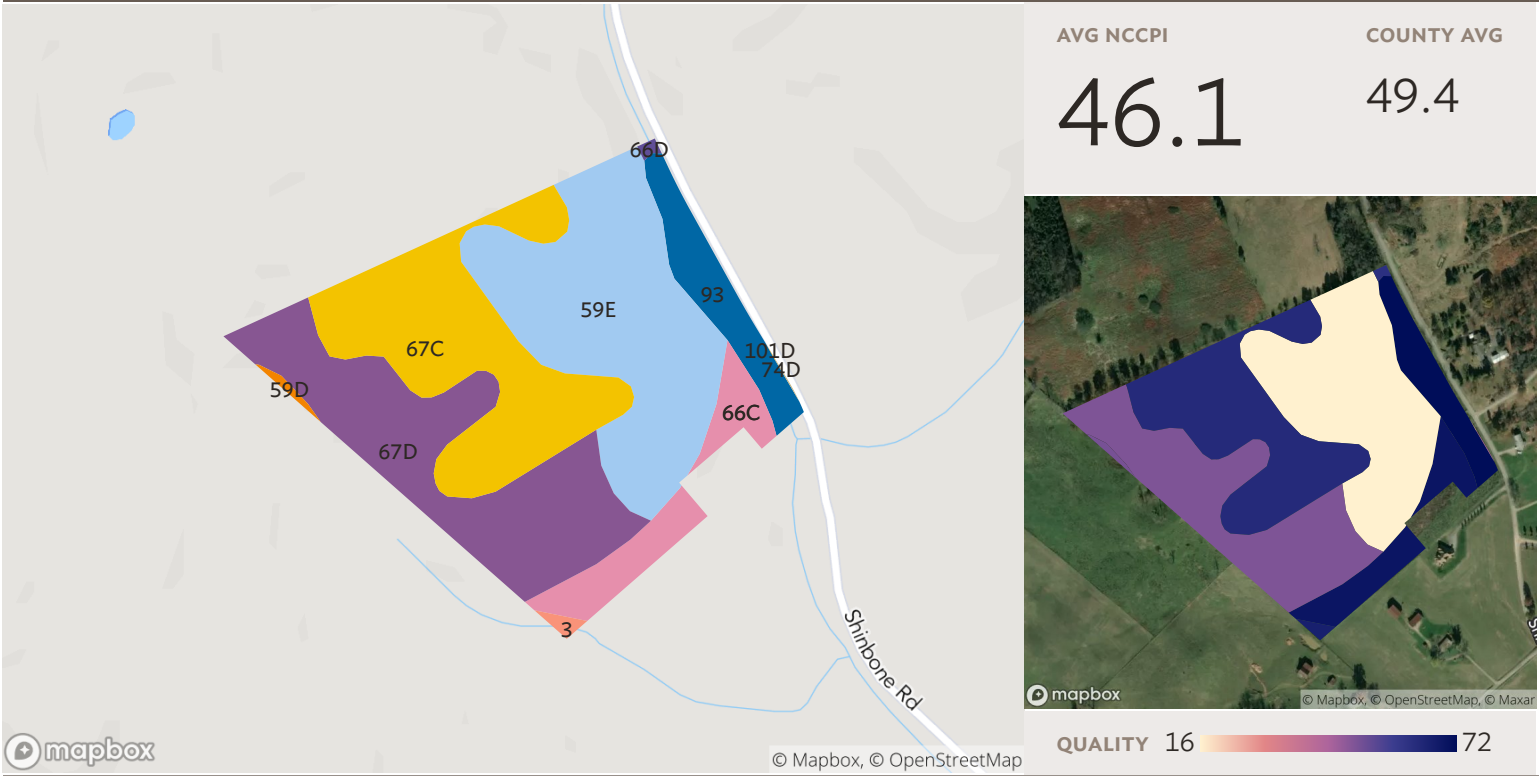 AVG NCCPI
COUNTY AVG
46.1
49.4
66D
93
59E
67C
101D
74D
59D
66C
67D
3
Shinbone Rd
mapbox
© Mapbox, © OpenStreetMap
mapbox
© Mapbox, © OpenStreetMap, © Maxar
QUALITY 16 72